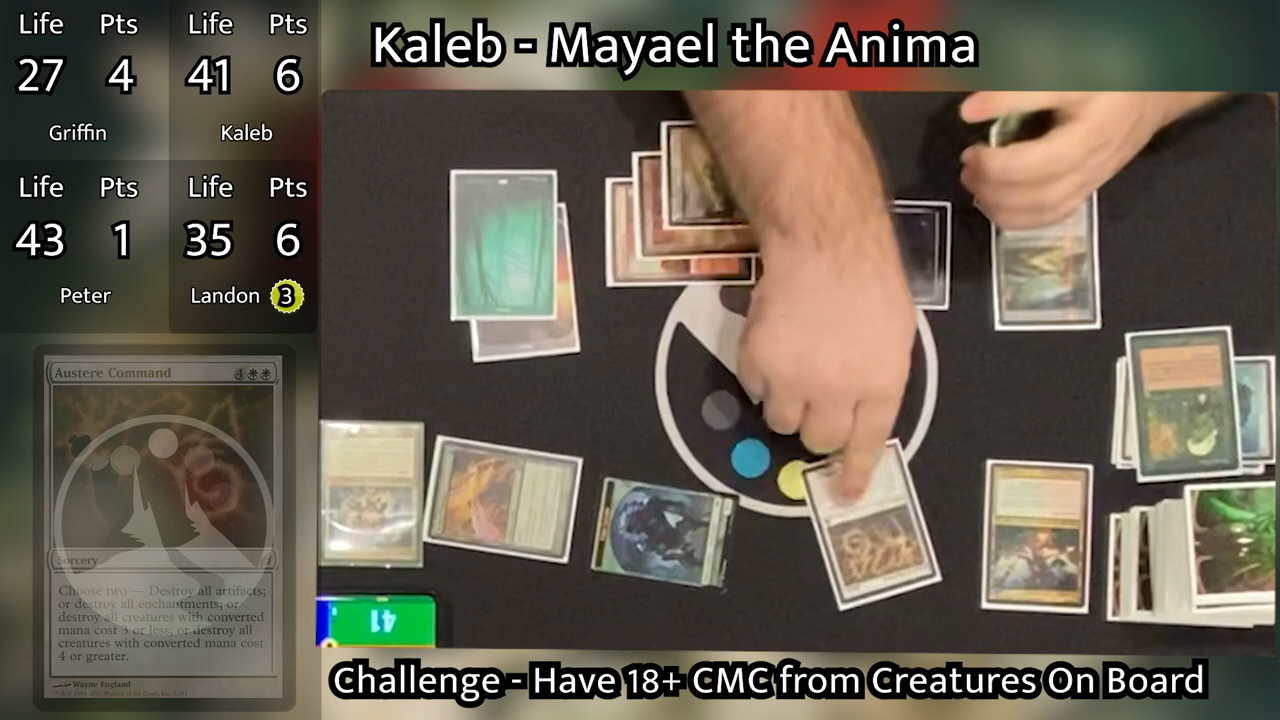 Life Pts Life Pts
27 4 41 6
Griffin Kaleb
Life Pts Life Pts
43 1 35 6
Peter Landon 3
Kaleb - Mayael the Anima
Austere Command 4
Sorcery
Choose two — Destroy all artifacts;
or destroy all enchantments; or
destroy all creatures with converted
mana cost 3 or less; or destroy all
creatures with converted mana cost
4 or greater.
Wayne England
41
Challenge - Have 18+ CMC from Creatures On Board